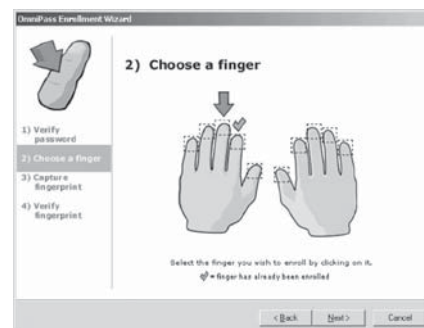 OmniPass Enrollment Wizard
2) Choose a finger
1) Verify
password
2) Choose a finger
3) Capture
fingerprint
4) Verify
fingerprint
Select the finger you wish to enroll by clicking on it.
= finger has already been enrolled
< Back
Next >
Cancel